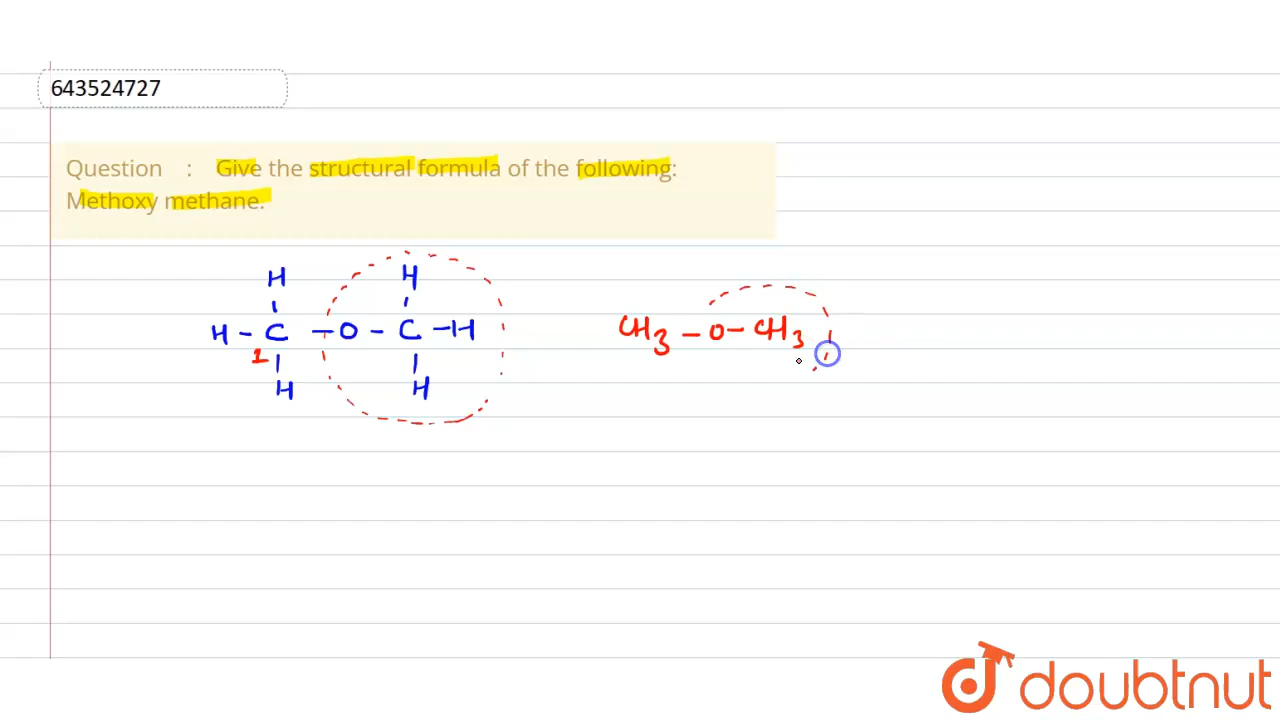 643524727
Question : Give the structural formula of the following:
Methoxy methane.
H H
H - C - O - C - H
1
H H
CH3 - O - CH3
doubtnut